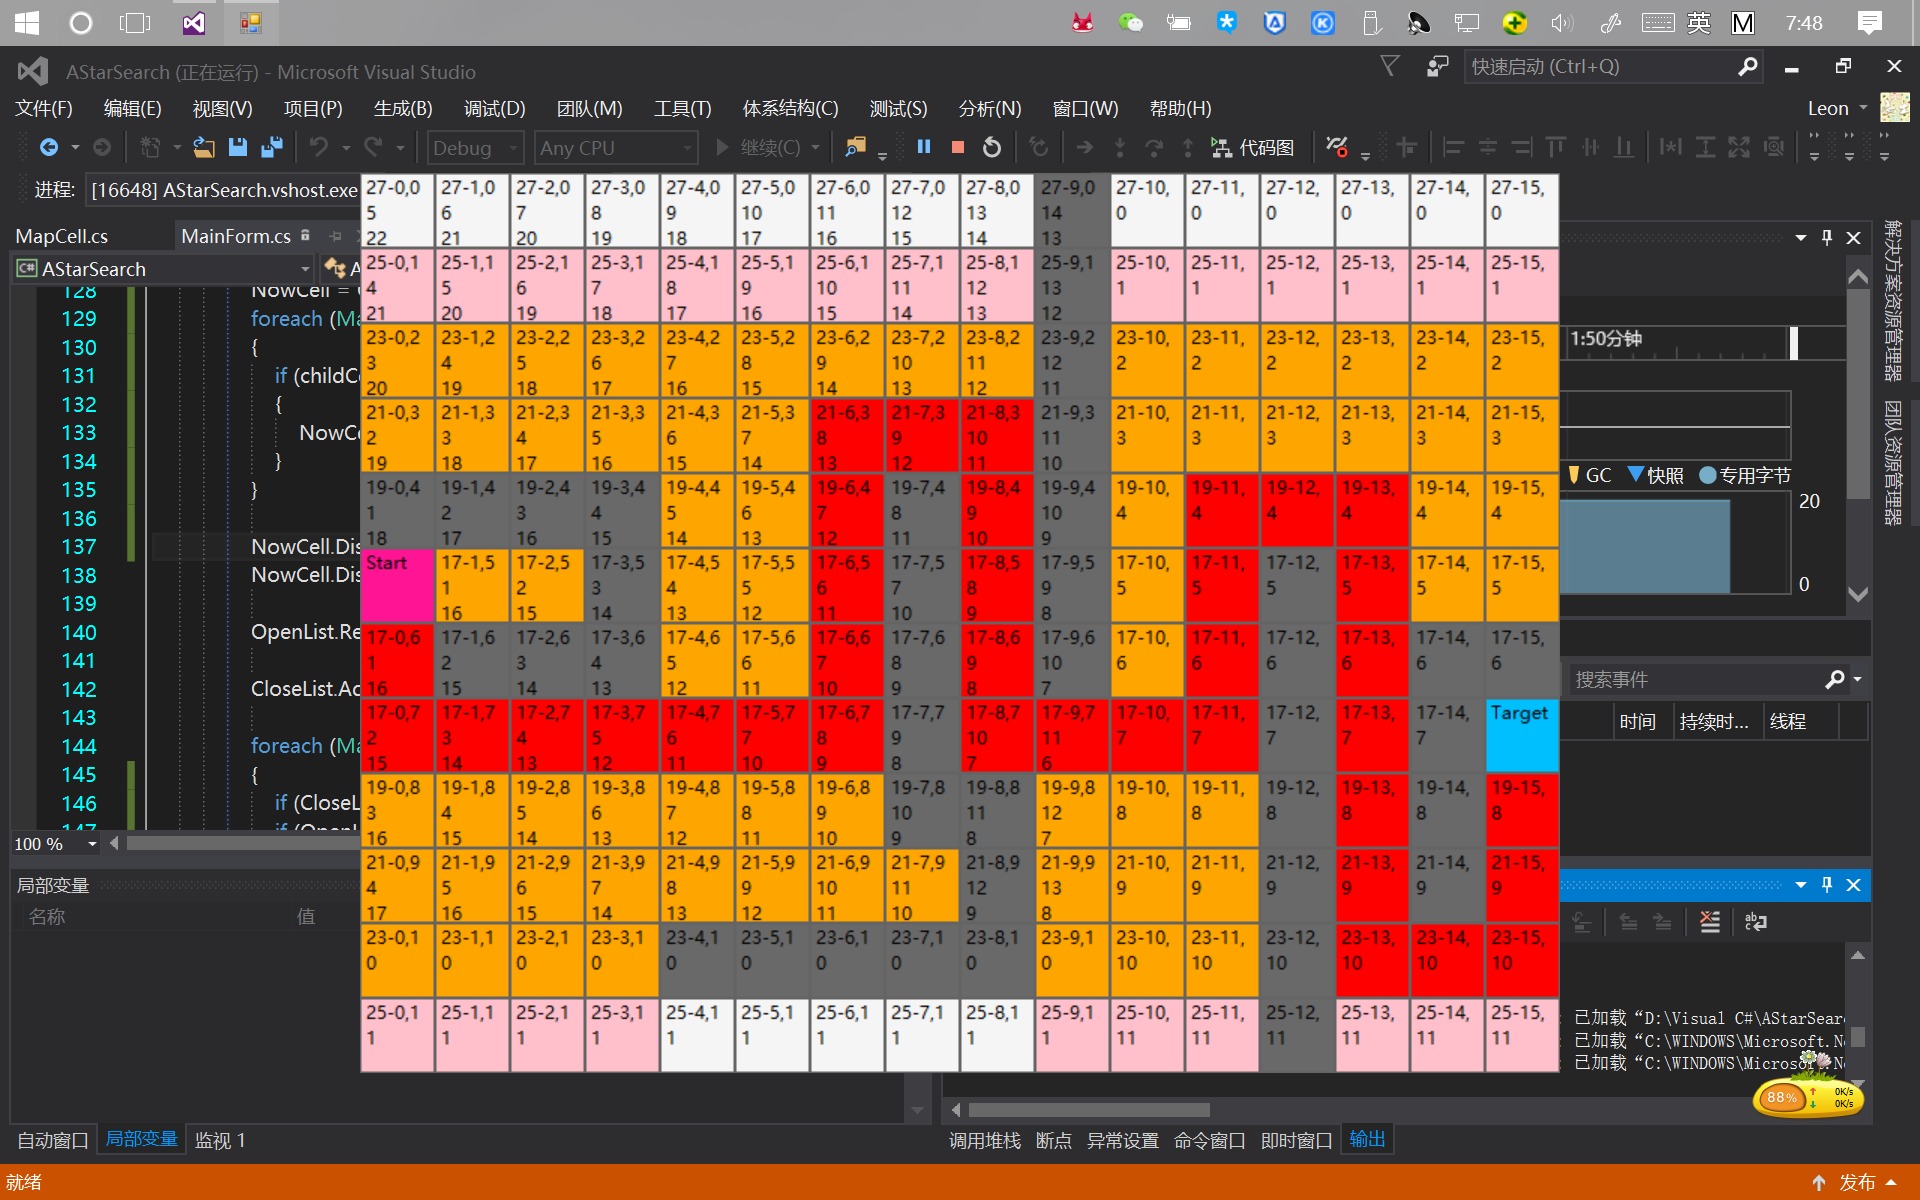 7:48
英
M
AStarSearch (正在运行) - Microsoft Visual Studio
快速启动 (Ctrl+Q)
文件(F) 编辑(E) 视图(V) 项目(P) 生成(B) 调试(D) 团队(M) 工具(T) 体系结构(C) 测试(S) 分析(N) 窗口(W) 帮助(H)
Leon
Debug Any CPU 继续(C) 代码图
进程: [16648] AStarSearch.vshost.exe
MapCell.cs MainForm.cs
C# AStarSearch
128 NowCell =
129 foreach (Ma
130 {
131 if (childCe
132 {
133 NowCe
134 }
135 }
136
137 NowCell.Dis
138 NowCell.Dis
139
140 OpenList.Re
141
142 CloseList.Ac
143
144 foreach (Ma
145 {
146 if (CloseL
100 %
27-0,0 27-1,0 27-2,0 27-3,0 27-4,0 27-5,0 27-6,0 27-7,0 27-8,0 27-9,0 27-10, 27-11, 27-12, 27-13, 27-14, 27-15,
5 6 7 8 9 10 11 12 13 14 0 0 0 0 0 0
22 21 20 19 18 17 16 15 14 13
25-0,1 25-1,1 25-2,1 25-3,1 25-4,1 25-5,1 25-6,1 25-7,1 25-8,1 25-9,1 25-10, 25-11, 25-12, 25-13, 25-14, 25-15,
4 5 6 7 8 9 10 11 12 13 1 1 1 1 1 1
21 20 19 18 17 16 15 14 13 12
23-0,2 23-1,2 23-2,2 23-3,2 23-4,2 23-5,2 23-6,2 23-7,2 23-8,2 23-9,2 23-10, 23-11, 23-12, 23-13, 23-14, 23-15,
3 4 5 6 7 8 9 10 11 12 2 2 2 2 2 2
20 19 18 17 16 15 14 13 12 11
21-0,3 21-1,3 21-2,3 21-3,3 21-4,3 21-5,3 21-6,3 21-7,3 21-8,3 21-9,3 21-10, 21-11, 21-12, 21-13, 21-14, 21-15,
2 3 4 5 6 7 8 9 10 11 3 3 3 3 3 3
19 18 17 16 15 14 13 12 11 10
19-0,4 19-1,4 19-2,4 19-3,4 19-4,4 19-5,4 19-6,4 19-7,4 19-8,4 19-9,4 19-10, 19-11, 19-12, 19-13, 19-14, 19-15,
1 2 3 4 5 6 7 8 9 10 4 4 4 4 4 4
18 17 16 15 14 13 12 11 10 9
Start 17-1,5 17-2,5 17-3,5 17-4,5 17-5,5 17-6,5 17-7,5 17-8,5 17-9,5 17-10, 17-11, 17-12, 17-13, 17-14, 17-15,
1 2 3 4 5 6 7 8 9 5 5 5 5 5 5
16 15 14 13 12 11 10 9 8
17-0,6 17-1,6 17-2,6 17-3,6 17-4,6 17-5,6 17-6,6 17-7,6 17-8,6 17-9,6 17-10, 17-11, 17-12, 17-13, 17-14, 17-15,
1 2 3 4 5 6 7 8 9 10 6 6 6 6 6 6
16 15 14 13 12 11 10 9 8 7
17-0,7 17-1,7 17-2,7 17-3,7 17-4,7 17-5,7 17-6,7 17-7,7 17-8,7 17-9,7 17-10, 17-11, 17-12, 17-13, 17-14, Target
2 3 4 5 6 7 8 9 10 11 7 7 7 7 7
15 14 13 12 11 10 9 8 7 6
19-0,8 19-1,8 19-2,8 19-3,8 19-4,8 19-5,8 19-6,8 19-7,8 19-8,8 19-9,8 19-10, 19-11, 19-12, 19-13, 19-14, 19-15,
3 4 5 6 7 8 9 10 11 12 8 8 8 8 8 8
16 15 14 13 12 11 10 9 8 7
21-0,9 21-1,9 21-2,9 21-3,9 21-4,9 21-5,9 21-6,9 21-7,9 21-8,9 21-9,9 21-10, 21-11, 21-12, 21-13, 21-14, 21-15,
4 5 6 7 8 9 10 11 12 13 9 9 9 9 9 9
17 16 15 14 13 12 11 10 9 8
23-0,1 23-1,1 23-2,1 23-3,1 23-4,1 23-5,1 23-6,1 23-7,1 23-8,1 23-9,1 23-10, 23-11, 23-12, 23-13, 23-14, 23-15,
0 0 0 0 0 0 0 0 0 0 10 10 10 10 10 10
25-0,1 25-1,1 25-2,1 25-3,1 25-4,1 25-5,1 25-6,1 25-7,1 25-8,1 25-9,1 25-10, 25-11, 25-12, 25-13, 25-14, 25-15,
1 1 1 1 1 1 1 1 1 1 11 11 11 11 11 11
1:50分钟
GC 快照 专用字节
20
0
搜索事件
时间 持续时... 线程
解决方案资源管理器
团队资源管理器
局部变量
名称 值
已加载“D:\Visual C#\AStarSear
已加载“C:\WINDOWS\Microsoft.Ne
已加载“C:\WINDOWS\Microsoft.Ne
88% 0K/s
0K/s
自动窗口 局部变量 监视 1
调用堆栈 断点 异常设置 命令窗口 即时窗口 输出
就绪
发布